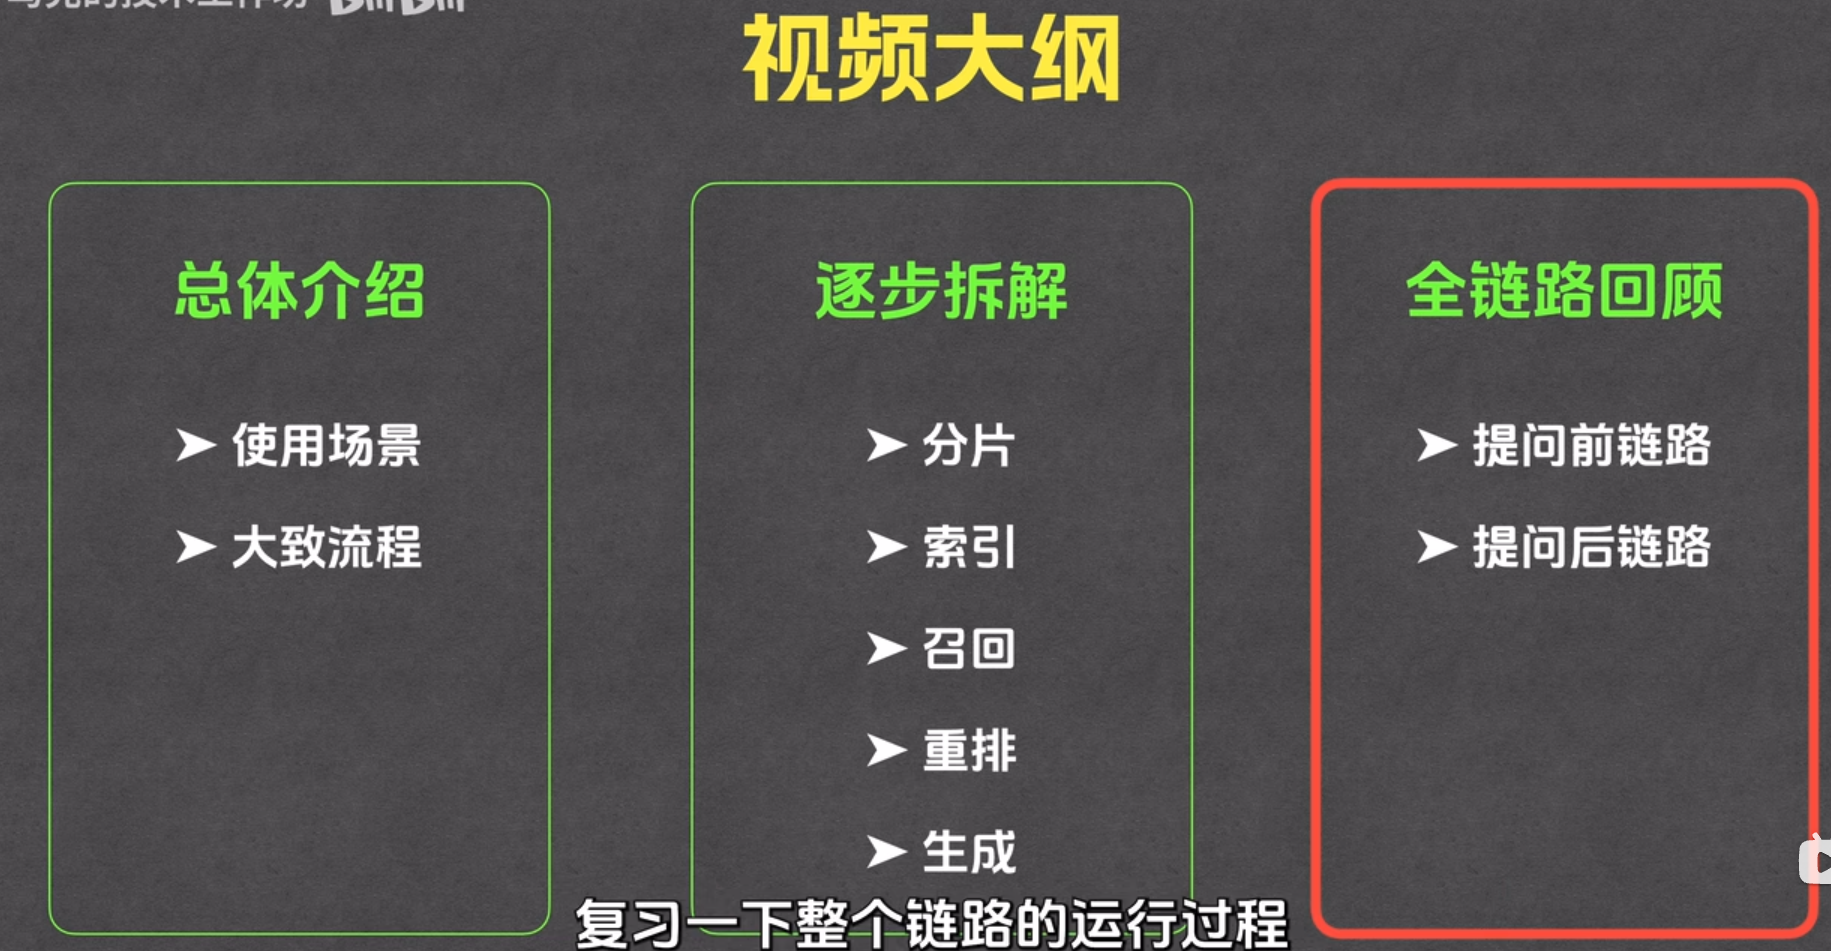 视频大纲
总体介绍
➤ 使用场景
➤ 大致流程
逐步拆解
➤ 分片
➤ 索引
➤ 召回
➤ 重排
➤ 生成
全链路回顾
➤ 提问前链路
➤ 提问后链路
复习一下整个链路的运行过程